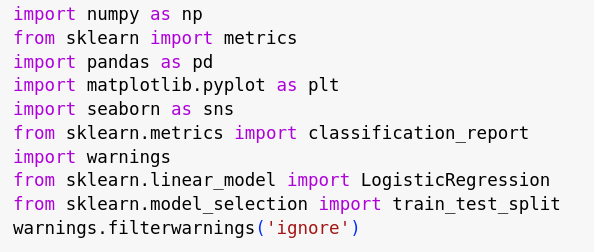 import numpy as np
from sklearn import metrics
import pandas as pd
import matplotlib.pyplot as plt
import seaborn as sns
from sklearn.metrics import classification_report
import warnings
from sklearn.linear_model import LogisticRegression
from sklearn.model_selection import train_test_split
warnings.filterwarnings('ignore')